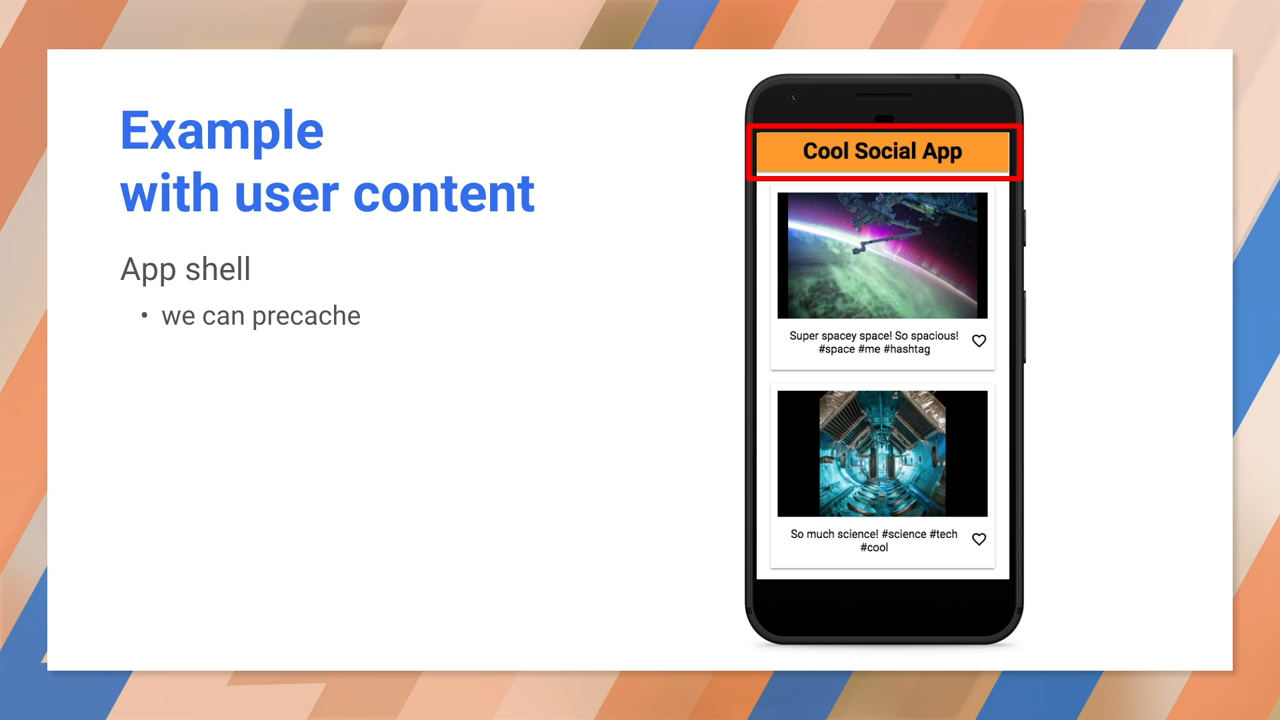 Example
with user content
App shell
• we can precache
Cool Social App
Super spacey space! So spacious!
#space #me #hashtag
So much science! #science #tech
#cool